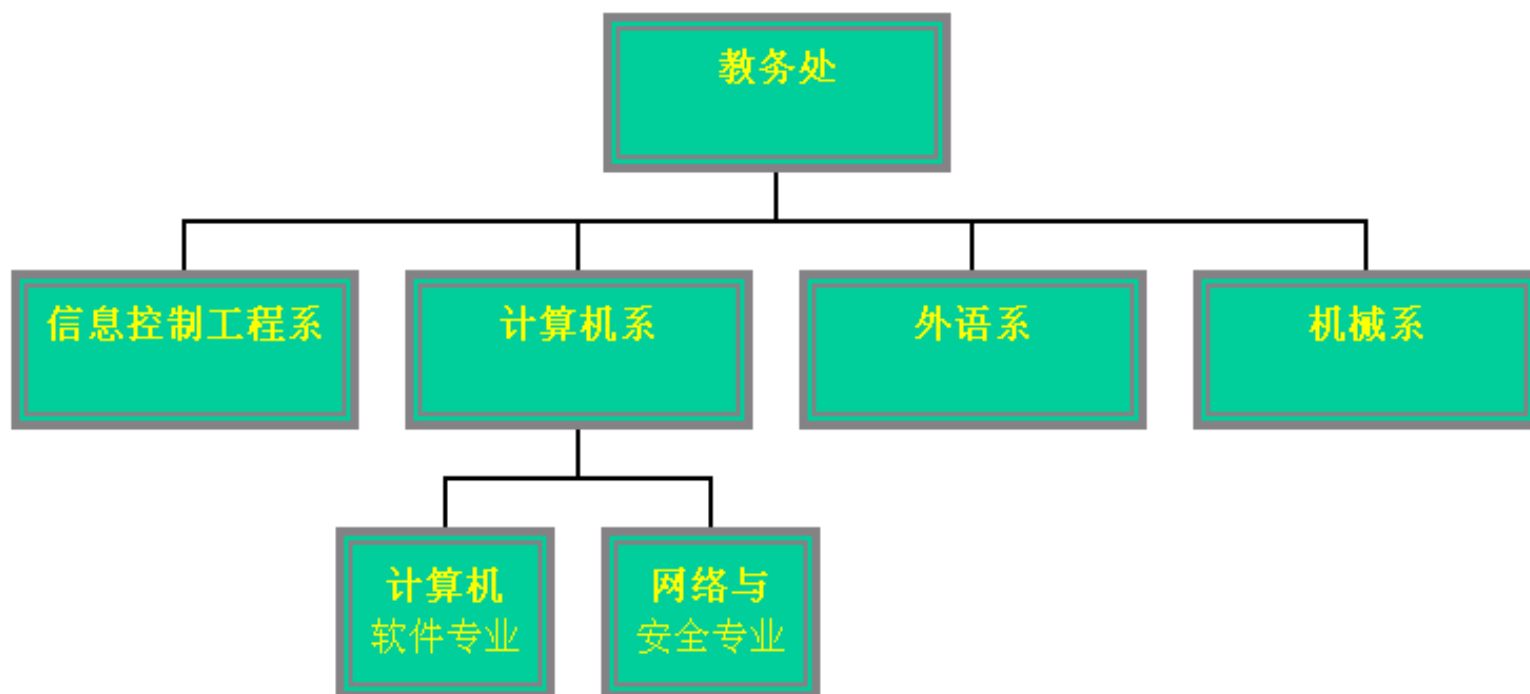 教务处
信息控制工程系
计算机系
外语系
机械系
计算机
软件专业
网络与
安全专业